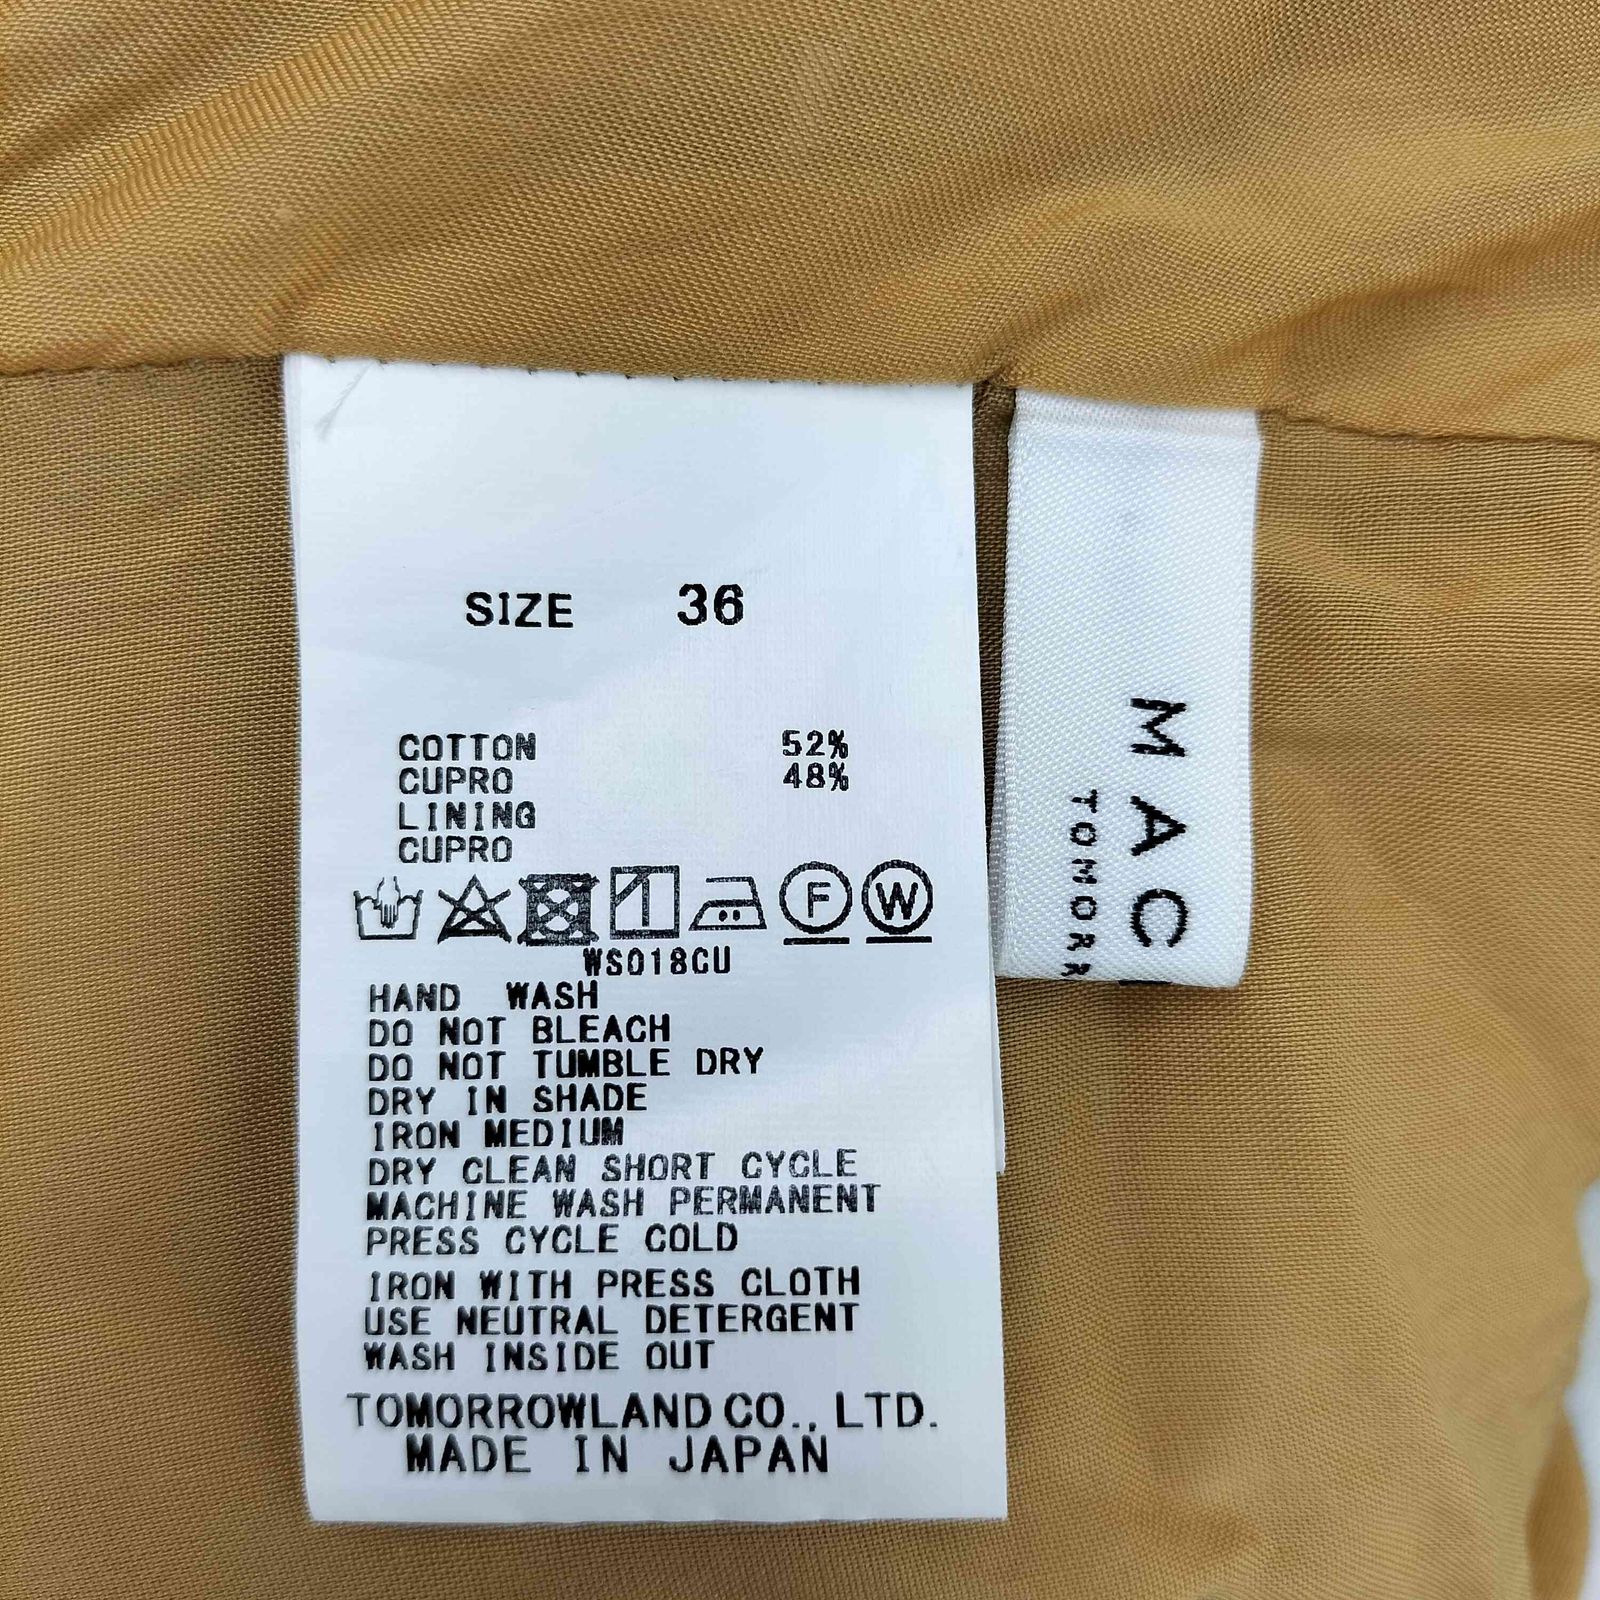 SIZE 36
COTTON 52%
CUPRO 48%
LINING
CUPRO
F W
WS018CU
HAND WASH
DO NOT BLEACH
DO NOT TUMBLE DRY
DRY IN SHADE
IRON MEDIUM
DRY CLEAN SHORT CYCLE
MACHINE WASH PERMANENT
PRESS CYCLE COLD
IRON WITH PRESS CLOTH
USE NEUTRAL DETERGENT
WASH INSIDE OUT
TOMORROWLAND CO., LTD.
MADE IN JAPAN
MAC
TOMORR